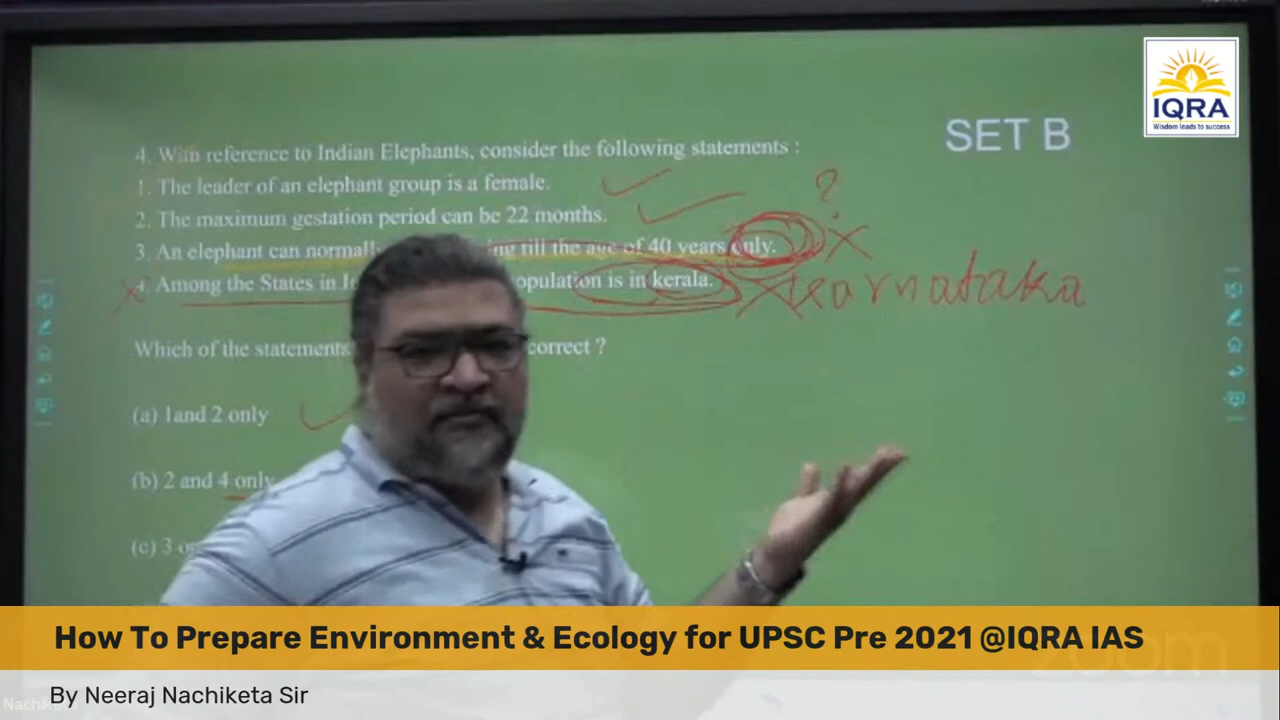 IQRA
Wisdom leads to success
SET B
4. With reference to Indian Elephants, consider the following statements :
1. The leader of an elephant group is a female.
2. The maximum gestation period can be 22 months.
?
3. An elephant can till the age of 40 years only.
4. Among the States in is in kerala.
Karnataka
Which of the statements correct ?
(a) 1and 2 only
(b) 2 and 4 only
(c) 3
How To Prepare Environment & Ecology for UPSC Pre 2021 @IQRA IAS
zoom
By Neeraj Nachiketa Sir